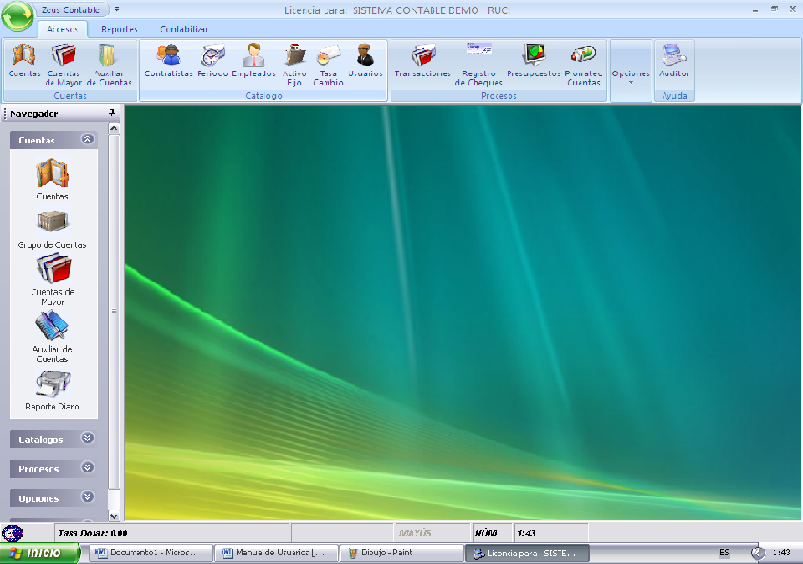 Zeus Contable
Licencia para: SISTEMA CONTABLE DEMO - RUC:
Accesos Reportes Contabilizar
Cuentas Cuentas de Mayor Auxiliar de Cuentas
Contratistas Periodo Empleados Activo Fijo Tasa Cambio Usuarios
Transacciones Registro de Cheques Presupuestos Cuentas
Opciones Auditor
Cuentas Catalogo Procesos Ayuda
Navegador
Cuentas
Cuentas
Grupo de Cuentas
Cuentas de
Mayor
Auxiliar de
Cuentas
Reporte Diario
Catalogos
Procesos
Opciones
Tasa Dolar: 0.00 MAYÚS NÚM 1:43
Inicio Documento1 - Microc... Manual de Usuario [... Dibujo - Paint Licencia para: SISTE... ES 1:43